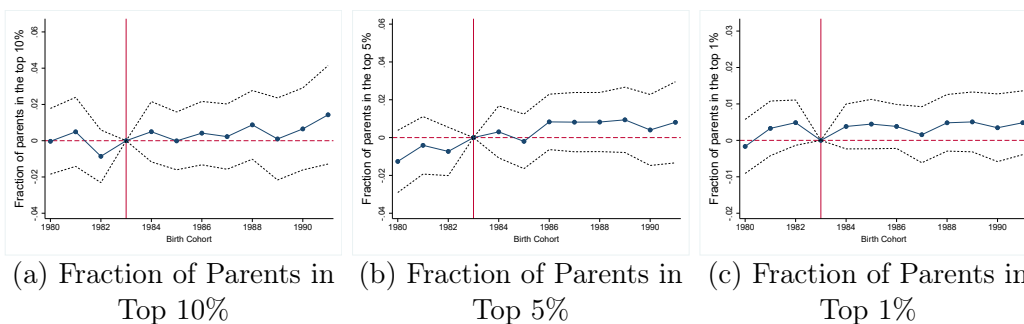 Fraction of parents in the top 10%
.06
.04
.02
0
-.02
-.04
1980 1982 1984 1986 1988 1990
Birth Cohort
(a) Fraction of Parents in
Top 10%
Fraction of parents in the top 5%
.06
.04
.02
0
-.02
-.04
1980 1982 1984 1986 1988 1990
Birth Cohort
(b) Fraction of Parents in
Top 5%
Fraction of parents in the top 1%
.03
.02
.01
0
-.01
-.02
1980 1982 1984 1986 1988 1990
Birth Cohort
(c) Fraction of Parents in
Top 1%